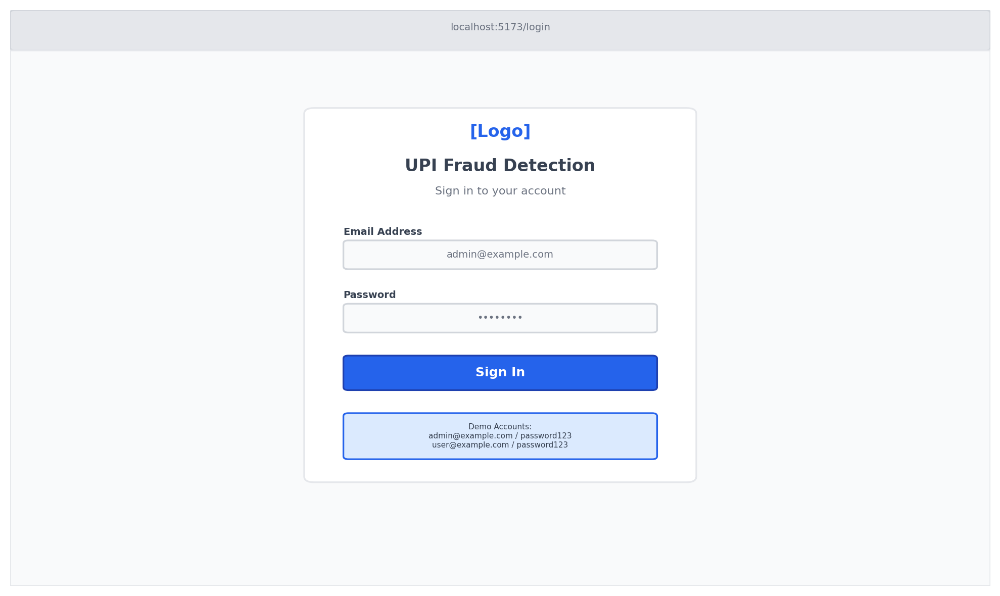 localhost:5173/login
[Logo]
UPI Fraud Detection
Sign in to your account
Email Address
admin@example.com
Password
••••••••
Sign In
Demo Accounts:
admin@example.com / password123
user@example.com / password123